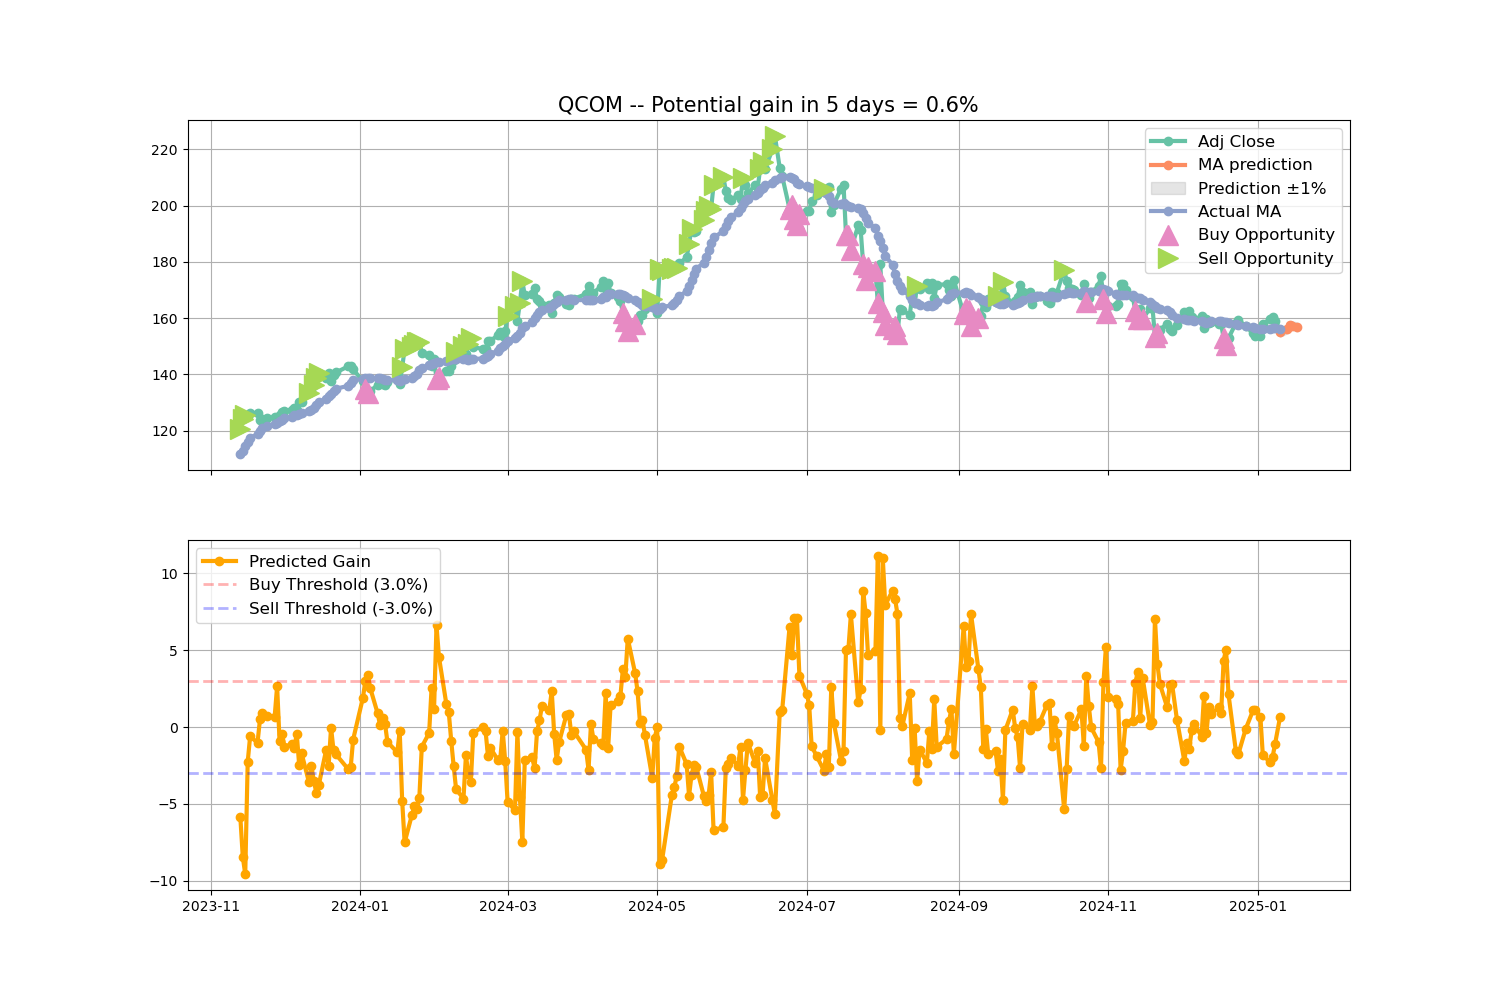 QCOM -- Potential gain in 5 days = 0.6%
220
200
180
160
140
120
Adj Close
MA prediction
Prediction ±1%
Actual MA
Buy Opportunity
Sell Opportunity
10
5
0
−5
−10
Predicted Gain
Buy Threshold (3.0%)
Sell Threshold (-3.0%)
2023-11
2024-01
2024-03
2024-05
2024-07
2024-09
2024-11
2025-01